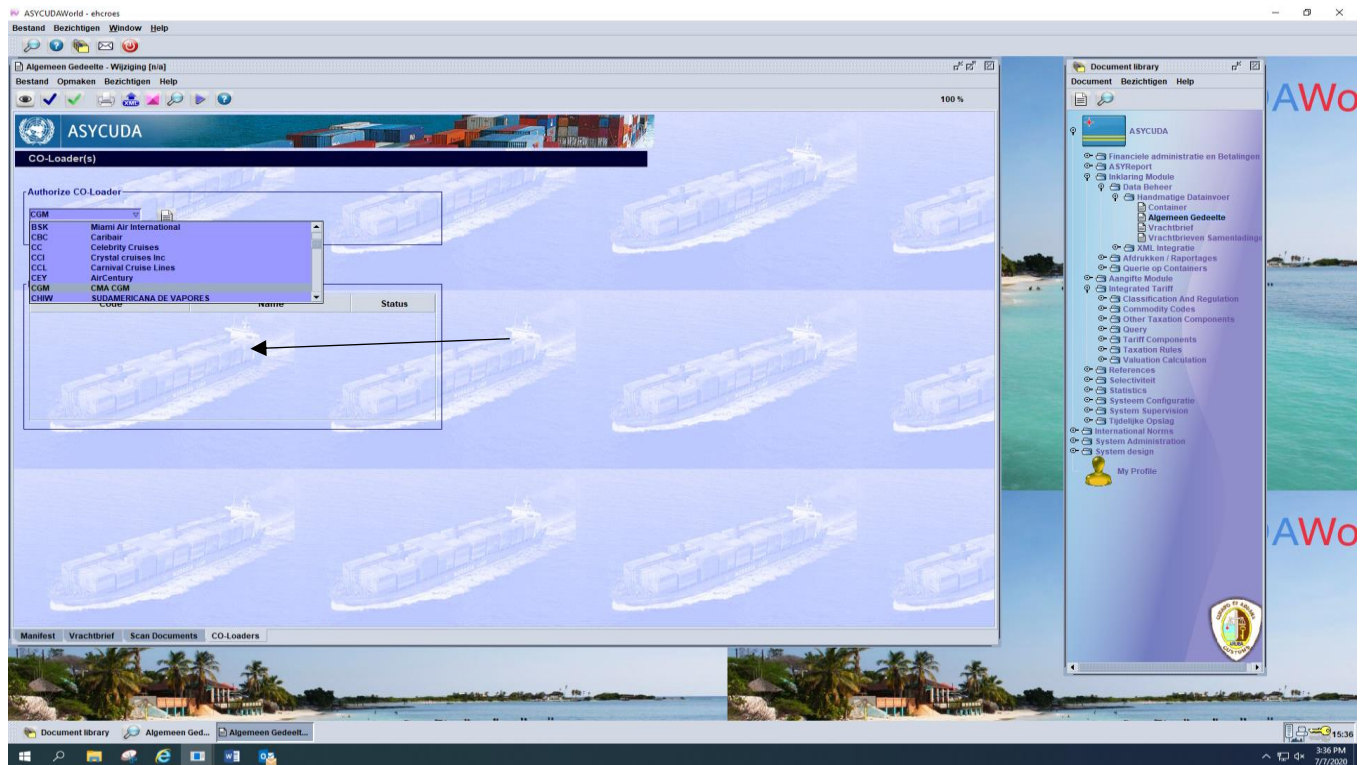 ASYCUDAWorld - ehcroes
Bestand Bezichtigen Window Help
Algemeen Gedeelte - Wijziging [n/a]
Bestand Opmaken Bezichtigen Help
XML
100 %
ASYCUDA
CO-Loader(s)
Authorize CO-Loader
CGM
BSK Miami Air International
CBC Caribair
CC Celebrity Cruises
CCI Crystal cruises Inc
CCL Carnival Cruise Lines
CEY AirCentury
CGM CMA CGM
CHIW SUDAMERICANA DE VAPORES
Code Name Status
Manifest Vrachtbrief Scan Documents CO-Loaders
Document library
Document Bezichtigen Help
ASYCUDA
Financiele administratie en Betalingen
ASYReport
Inklaring Module
Data Beheer
Handmatige Datainvoer
Container
Algemeen Gedeelte
Vrachtbrief
Vrachtbrieven Samenladinge
XML Integratie
Afdrukken / Raportages
Querie op Containers
Aangifte Module
Integrated Tariff
Classification And Regulation
Commodity Codes
Other Taxation Components
Query
Tariff Components
Taxation Rules
Valuation Calculation
References
Selectiviteit
Statistics
Systeem Configuratie
System Supervision
Tijdelijke Opslag
International Norms
System Administration
System design
My Profile
AWo
AWo
Document library Algemeen Ged... Algemeen Gedeelt...
15:36
3:36 PM
7/7/2020